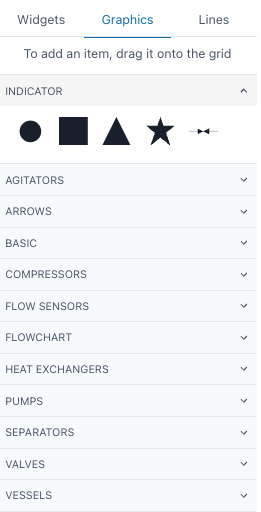 Widgets Graphics Lines
To add an item, drag it onto the grid
INDICATOR
AGITATORS
ARROWS
BASIC
COMPRESSORS
FLOW SENSORS
FLOWCHART
HEAT EXCHANGERS
PUMPS
SEPARATORS
VALVES
VESSELS